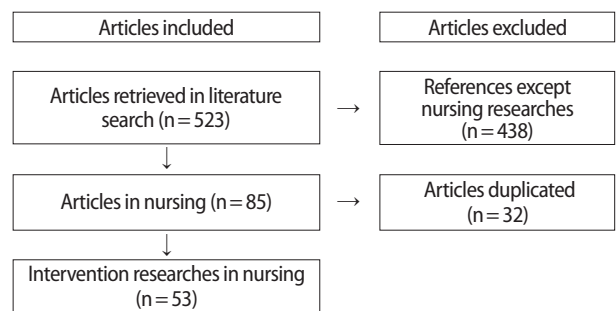 Articles included
Articles excluded
Articles retrieved in literature
search (n=523)
→
References except
nursing researches
(n=438)
↓
Articles in nursing (n=85)
→
Articles duplicated
(n=32)
↓
Intervention researches in nursing
(n=53)